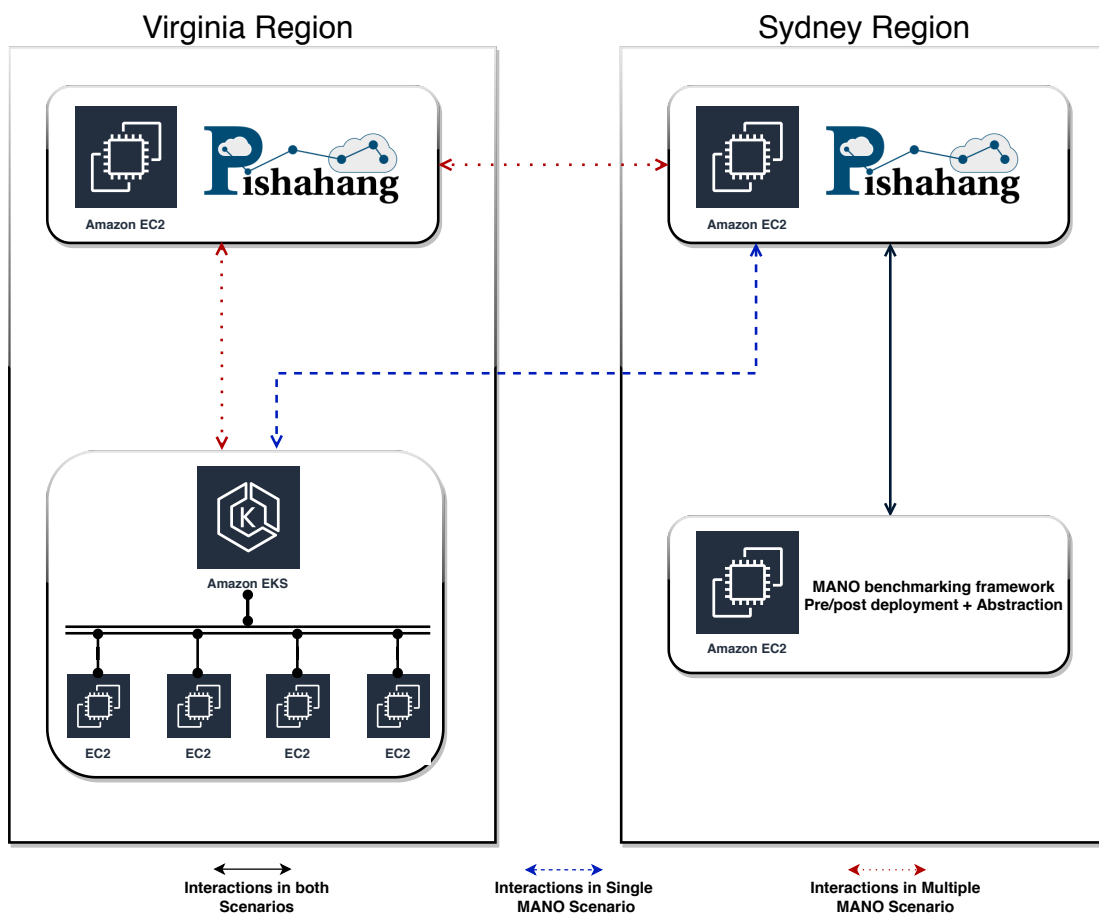 Virginia Region
Sydney Region
Pishahang
Amazon EC2
Pishahang
Amazon EC2
K
Amazon EKS
EC2
EC2
EC2
EC2
MANO benchmarking framework
Pre/post deployment + Abstraction
Amazon EC2
Interactions in both
Scenarios
Interactions in Single
MANO Scenario
Interactions in Multiple
MANO Scenario